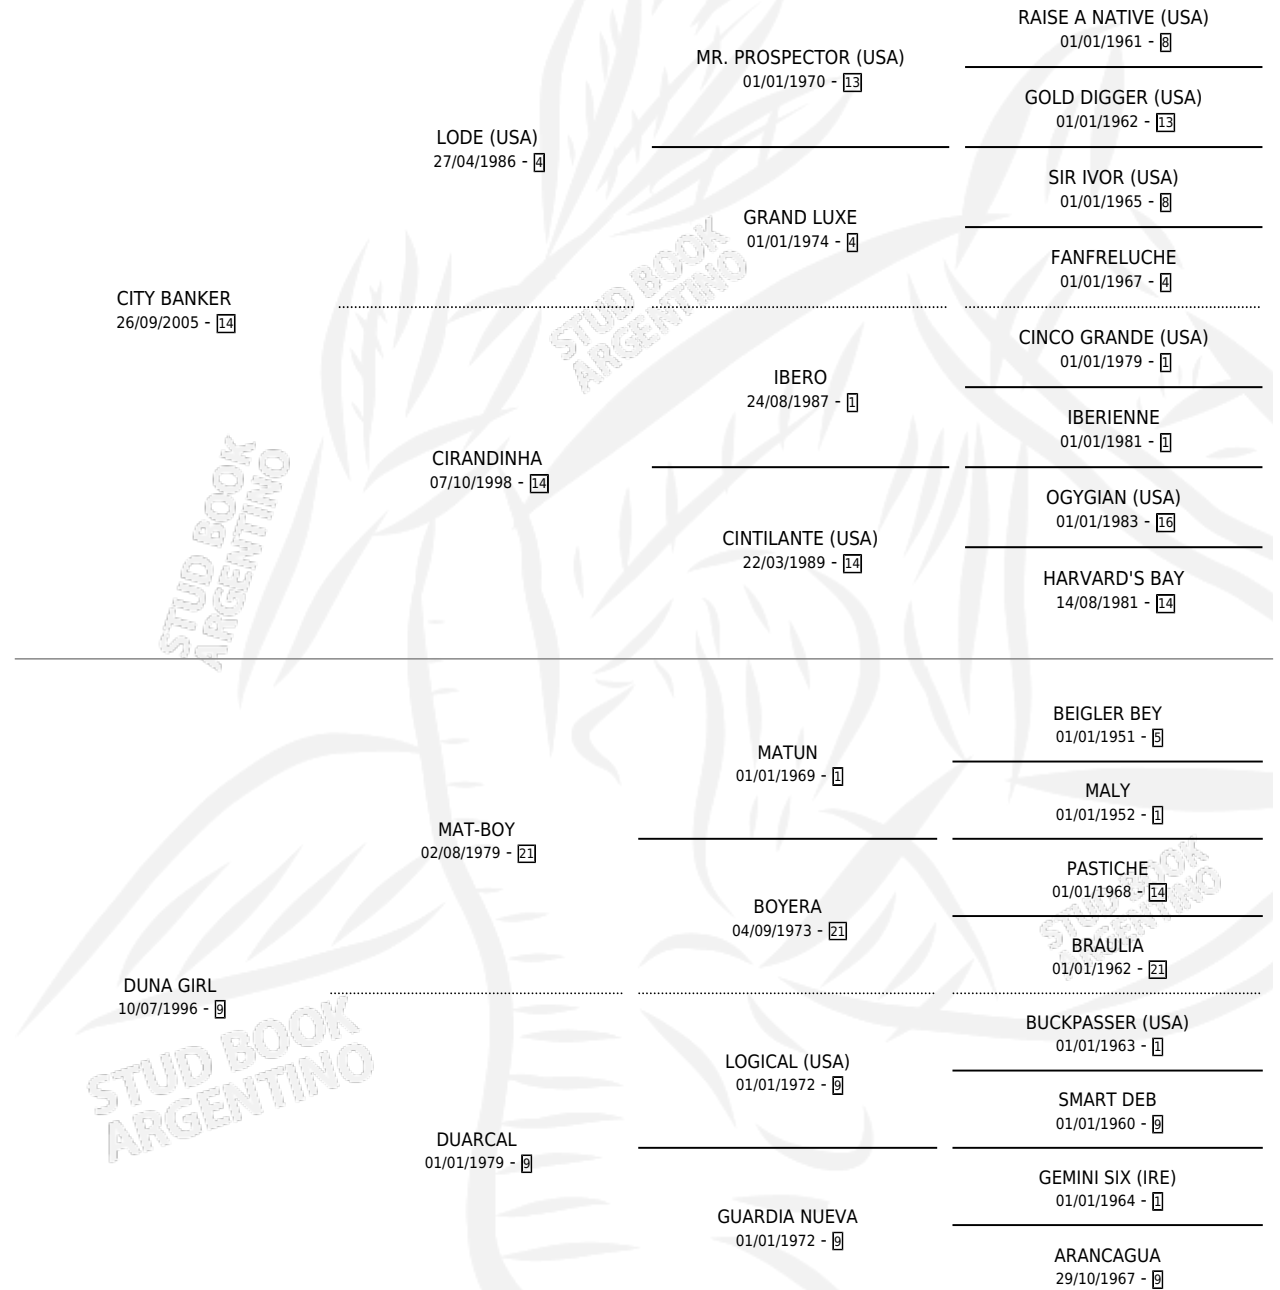 RAISE A NATIVE (USA)
01/01/1961 - 8
MR. PROSPECTOR (USA)
01/01/1970 - 13
GOLD DIGGER (USA)
01/01/1962 - 13
LODE (USA)
27/04/1986 - 4
SIR IVOR (USA)
01/01/1965 - 8
GRAND LUXE
01/01/1974 - 4
FANFRELUCHE
01/01/1967 - 4
CITY BANKER
26/09/2005 - 14
STUD BOOK
ARGENTINO
CINCO GRANDE (USA)
01/01/1979 - 1
IBERO
24/08/1987 - 1
IBERIENNE
01/01/1981 - 1
CIRANDINHA
07/10/1998 - 14
OGYGIAN (USA)
01/01/1983 - 16
CINTILANTE (USA)
22/03/1989 - 14
HARVARD'S BAY
14/08/1981 - 14
STUD BOOK
ARGENTINO
BEIGLER BEY
01/01/1951 - 5
MATUN
01/01/1969 - 1
MALY
01/01/1952 - 1
MAT-BOY
02/08/1979 - 21
PASTICHE
01/01/1968 - 14
BOYERA
04/09/1973 - 21
STUD BOOK
ARGENTINO
BRAULIA
01/01/1962 - 21
DUNA GIRL
10/07/1996 - 9
STUD BOOK
ARGENTINO
BUCKPASSER (USA)
01/01/1963 - 1
LOGICAL (USA)
01/01/1972 - 9
SMART DEB
01/01/1960 - 9
DUARCAL
01/01/1979 - 9
GEMINI SIX (IRE)
01/01/1964 - 1
GUARDIA NUEVA
01/01/1972 - 9
ARANCAGUA
29/10/1967 - 9